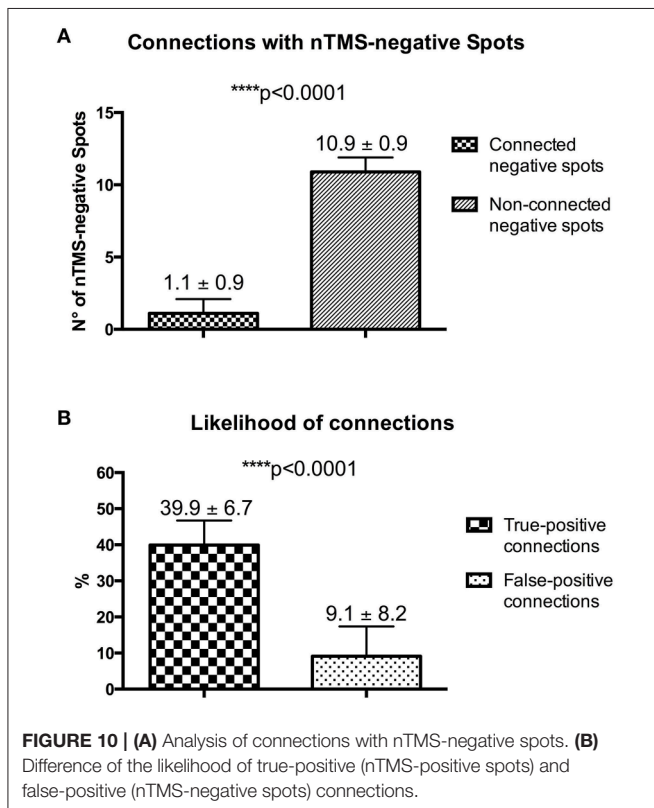 A
Connections with nTMS-negative Spots
****p<0.0001
N° of nTMS-negative Spots
15
10
5
0
1.1 ± 0.9
10.9 ± 0.9
Connected
negative spots
Non-connected
negative spots
B
Likelihood of connections
****p<0.0001
%
60
50
40
30
20
10
0
39.9 ± 6.7
9.1 ± 8.2
True-positive
connections
False-positive
connections
FIGURE 10 | (A) Analysis of connections with nTMS-negative spots. (B)
Difference of the likelihood of true-positive (nTMS-positive spots) and
false-positive (nTMS-negative spots) connections.